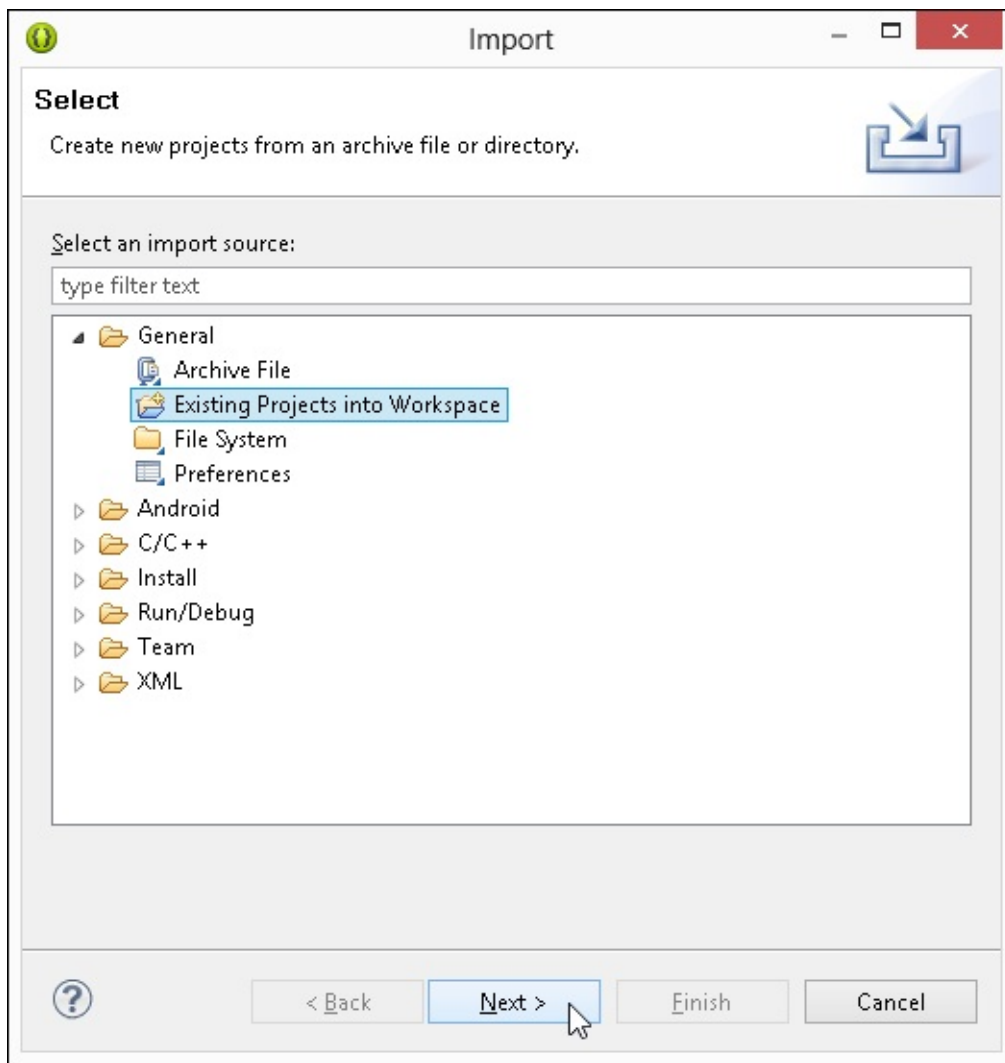 Import
Select
Create new projects from an archive file or directory.
Select an import source:
type filter text
General
Archive File
Existing Projects into Workspace
File System
Preferences
Android
C/C++
Install
Run/Debug
Team
XML
< Back Next > Finish Cancel